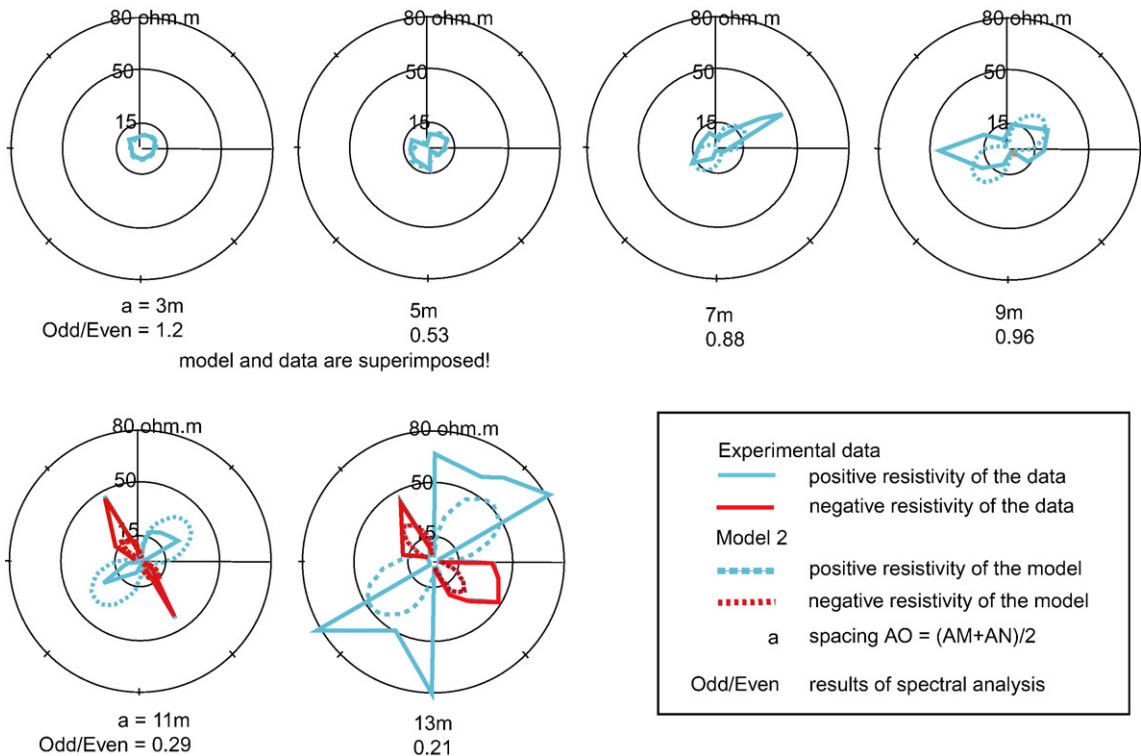 80 ohm.m
50
15
80 ohm.m
50
15
80 ohm.m
50
15
80 ohm.m
50
15
a = 3m
Odd/Even = 1.2
5m
0.53
7m
0.88
9m
0.96
model and data are superimposed!
80 ohm.m
50
15
80 ohm.m
50
15
a = 11m
Odd/Even = 0.29
13m
0.21
Experimental data
positive resistivity of the data
negative resistivity of the data
Model 2
positive resistivity of the model
negative resistivity of the model
a spacing AO = (AM+AN)/2
Odd/Even results of spectral analysis